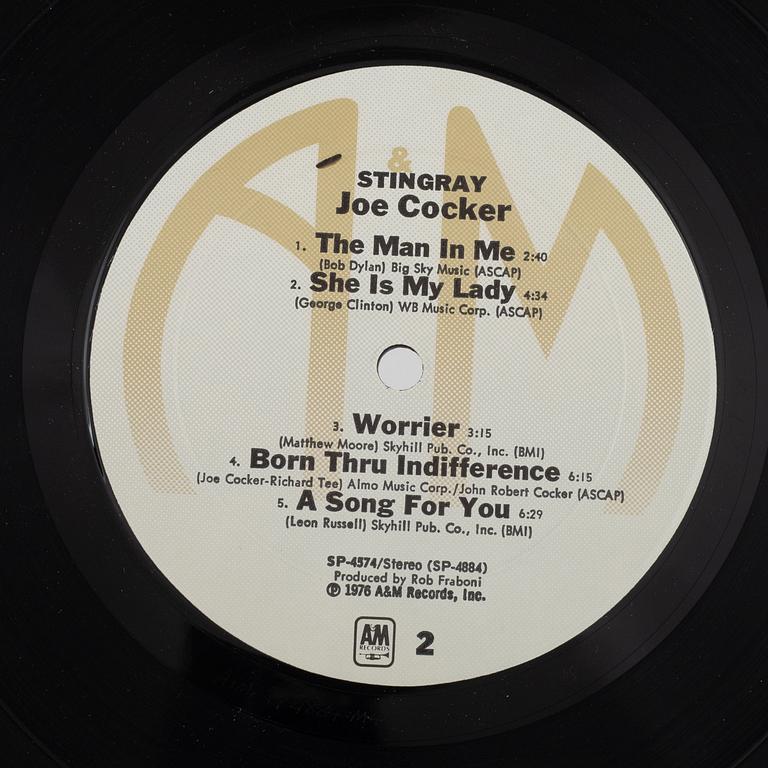 A&M
STINGRAY
Joe Cocker
1. The Man In Me 2:40
(Bob Dylan) Big Sky Music (ASCAP)
2. She Is My Lady 4:34
(George Clinton) WB Music Corp. (ASCAP)
3. Worrier 3:15
(Matthew Moore) Skyhill Pub. Co., Inc. (BMI)
4. Born Thru Indifference 6:15
(Joe Cocker-Richard Tee) Almo Music Corp./John Robert Cocker (ASCAP)
5. A Song For You 6:29
(Leon Russell) Skyhill Pub. Co., Inc. (BMI)
SP-4574/Stereo (SP-4884)
Produced by Rob Fraboni
℗ 1976 A&M Records, Inc.
A&M RECORDS 2